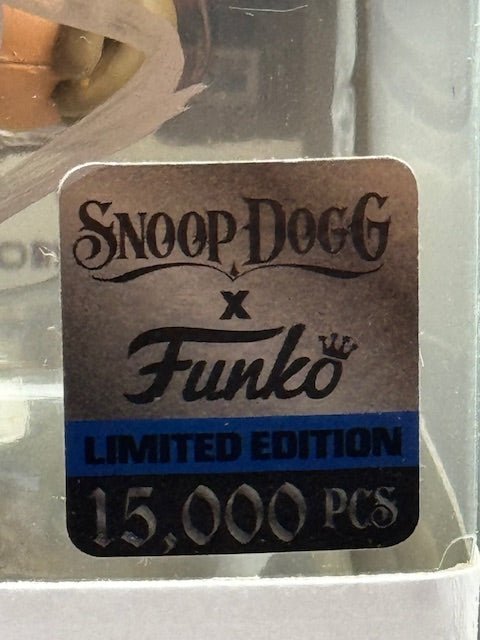 SNOOP DOGG
X
Funko
LIMITED EDITION
15,000 PCS